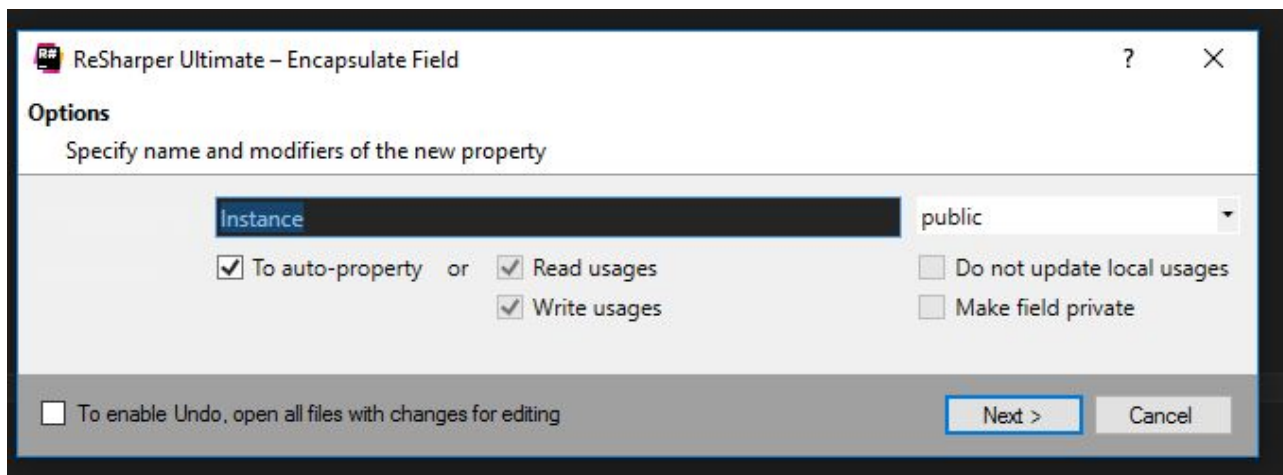 R#
ReSharper Ultimate – Encapsulate Field ?
Options
Specify name and modifiers of the new property
Instance public
To auto-property or Read usages Do not update local usages
Write usages Make field private
To enable Undo, open all files with changes for editing Next > Cancel